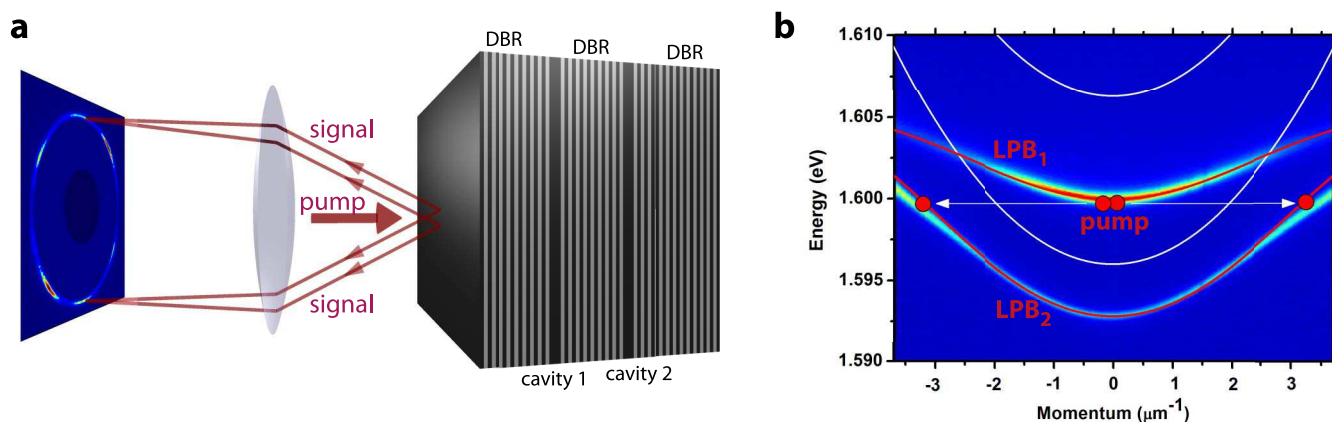 a
DBR
DBR
DBR
signal
pump
signal
cavity 1
cavity 2
b
1.610
1.605
1.600
1.595
1.590
Energy (eV)
LPB1
pump
LPB2
-3
-2
-1
0
1
2
3
Momentum (μm-1)